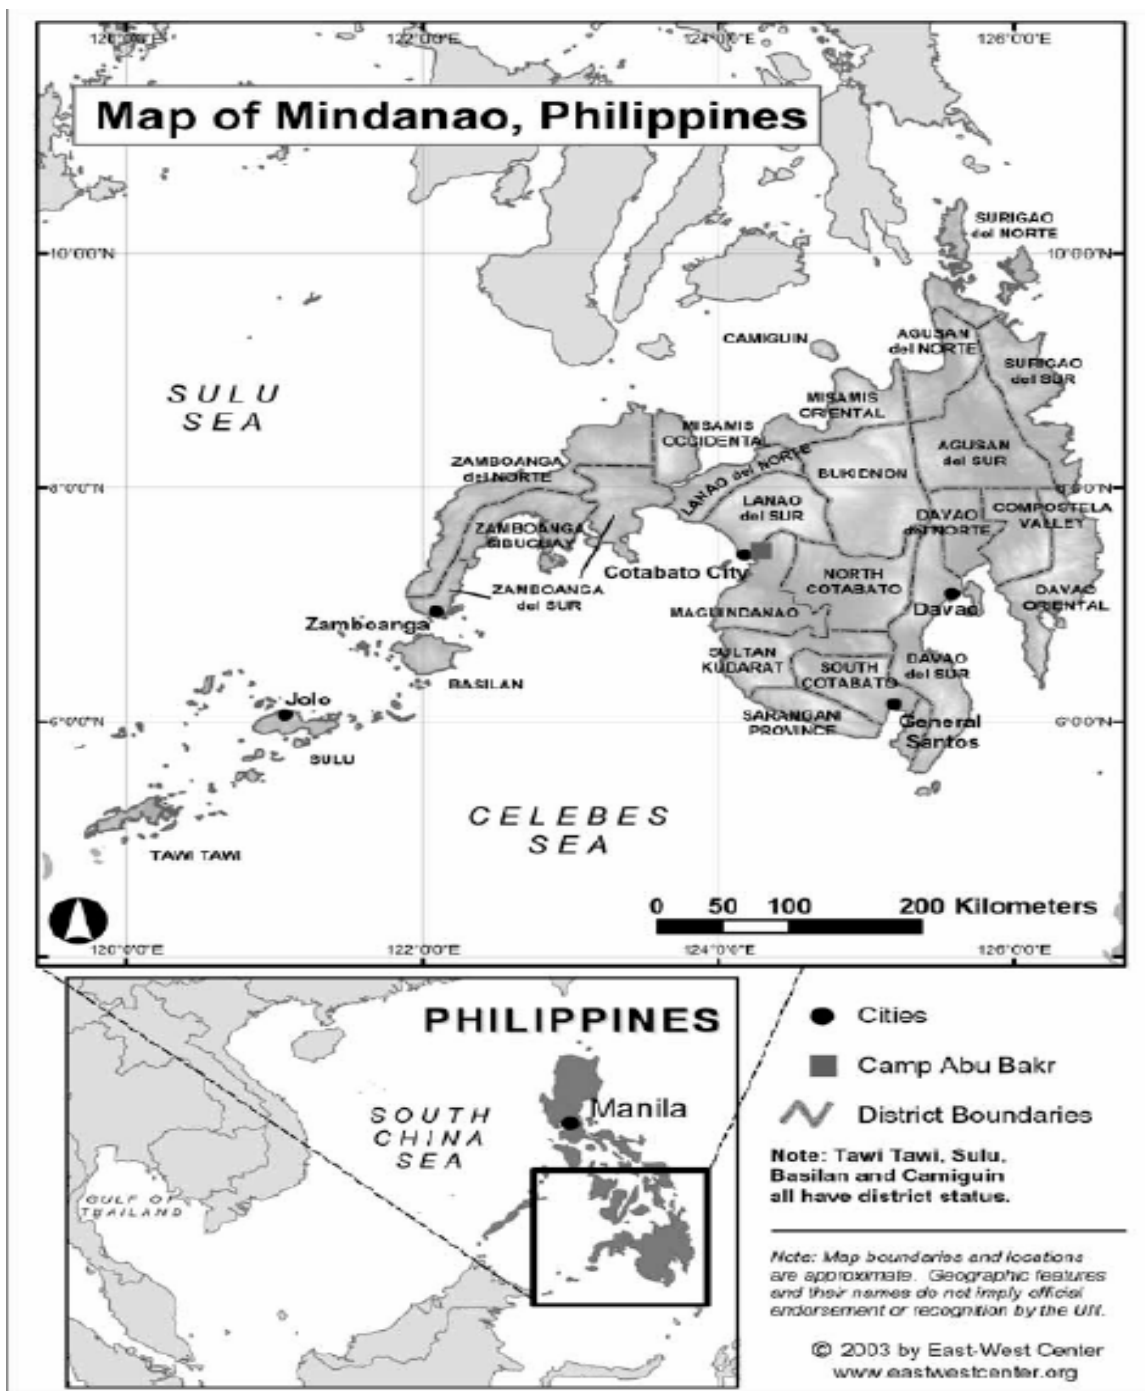 120°0'0"E 122°0'0"E 124°0'0"E 126°0'0"E
Map of Mindanao, Philippines
SURIGAO
del NORTE
10°0'0"N 10°0'0"N
CAMIGUIN
AGUSAN
del NORTE
SURIGAO
del SUR
SULU
SEA
MISAMIS
ORIENTAL
MISAMIS
OCCIDENTAL
AGUSAN
del SUR
ZAMBOANGA
del NORTE
LANAO del NORTE
BUKIDNON
8°0'0"N 8°0'0"N
LANAO
del SUR
DAVAO
del NORTE
COMPOSTELA
VALLEY
ZAMBOANGA
SIBUGUAY
Cotabato City
NORTH
COTABATO
ZAMBOANGA
del SUR
DAVAO
ORIENTAL
Davao
MAGUINDANAO
Zamboanga
SULTAN
KUDARAT
SOUTH
COTABATO
DAVAO
del SUR
BASILAN
Jolo
6°0'0"N 6°0'0"N
SARANGANI
PROVINCE
General
Santos
SULU
CELEBES
SEA
TAWI TAWI
0 50 100 200 Kilometers
120°0'0"E 122°0'0"E 124°0'0"E 126°0'0"E
PHILIPPINES
Manila
SOUTH
CHINA
SEA
GULF OF
THAILAND
Cities
Camp Abu Bakr
District Boundaries
Note: Tawi Tawi, Sulu,
Basilan and Camiguin
all have district status.
Note: Map boundaries and locations
are approximate. Geographic features
and their names do not imply official
endorsement or recognition by the UN.
© 2003 by East-West Center
www.eastwestcenter.org